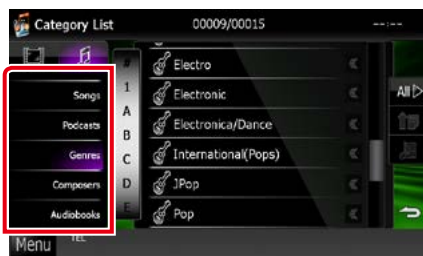 Category List 00009/00015 --:--
# Electro
1 Songs Electronic All
A Podcasts Electronica/Dance
B
Genres C International(Pops)
Composers D JPop
Audiobooks E Pop
Menu TEL